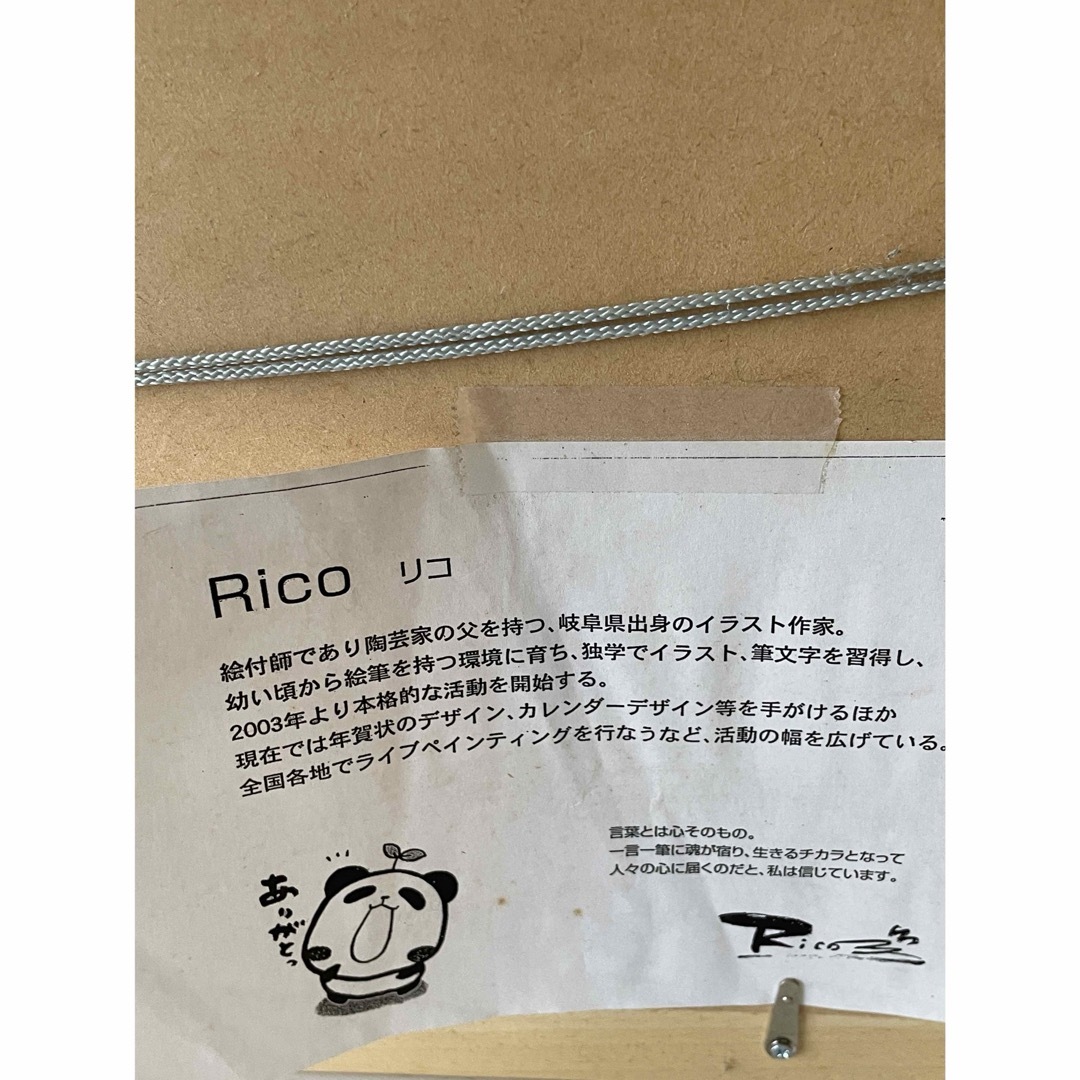 Rico リコ
絵付師であり陶芸家の父を持つ、岐阜県出身のイラスト作家。
幼い頃から絵筆を持つ環境に育ち、独学でイラスト、筆文字を習得し、
2003年より本格的な活動を開始する。
現在では年賀状のデザイン、カレンダーデザイン等を手がけるほか
全国各地でライブペインティングを行なうなど、活動の幅を広げている。
言葉とは心そのもの。
一言一筆に魂が宿り、生きるチカラとなって
人々の心に届くのだと、私は信じています。
ありがとっ
Rico